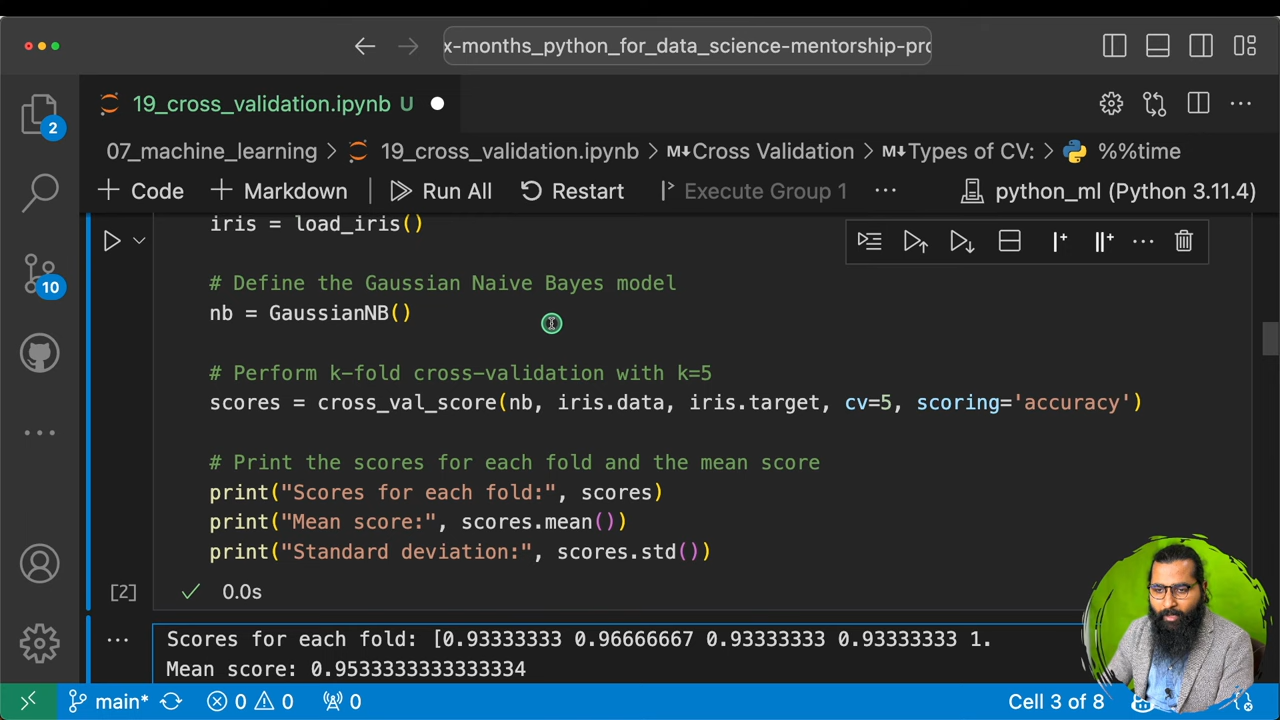 x-months_python_for_data_science-mentorship-pro
19_cross_validation.ipynb U
07_machine_learning > 19_cross_validation.ipynb > M↓Cross Validation > M↓Types of CV: > %%time
+ Code + Markdown | Run All Restart Execute Group 1 ··· python_ml (Python 3.11.4)
iris = load_iris()
# Define the Gaussian Naive Bayes model
nb = GaussianNB()
# Perform k-fold cross-validation with k=5
scores = cross_val_score(nb, iris.data, iris.target, cv=5, scoring='accuracy')
# Print the scores for each fold and the mean score
print("Scores for each fold:", scores)
print("Mean score:", scores.mean())
print("Standard deviation:", scores.std())
[2] ✓ 0.0s
Scores for each fold: [0.93333333 0.96666667 0.93333333 0.93333333 1.
Mean score: 0.9533333333333334
2
10
main* 0 0 0 Cell 3 of 8